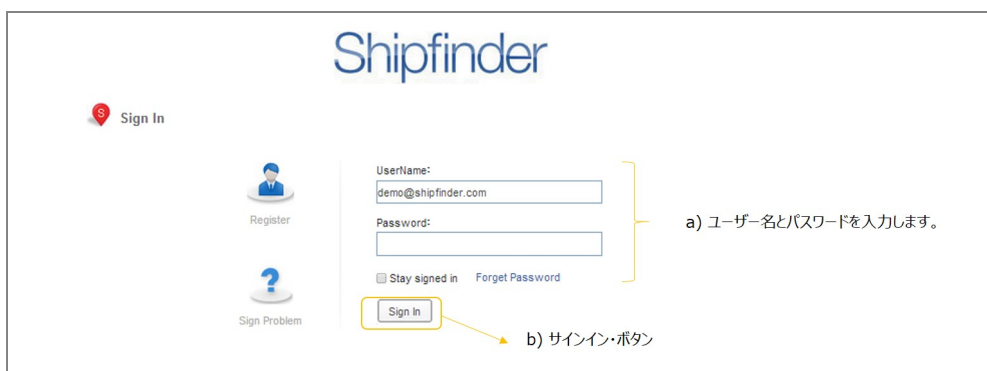 Shipfinder
S
Sign In
Register
Sign Problem
UserName:
demo@shipfinder.com
Password:
Stay signed in Forget Password
Sign In
a) ユーザー名とパスワードを入力します。
b) サインイン・ボタン